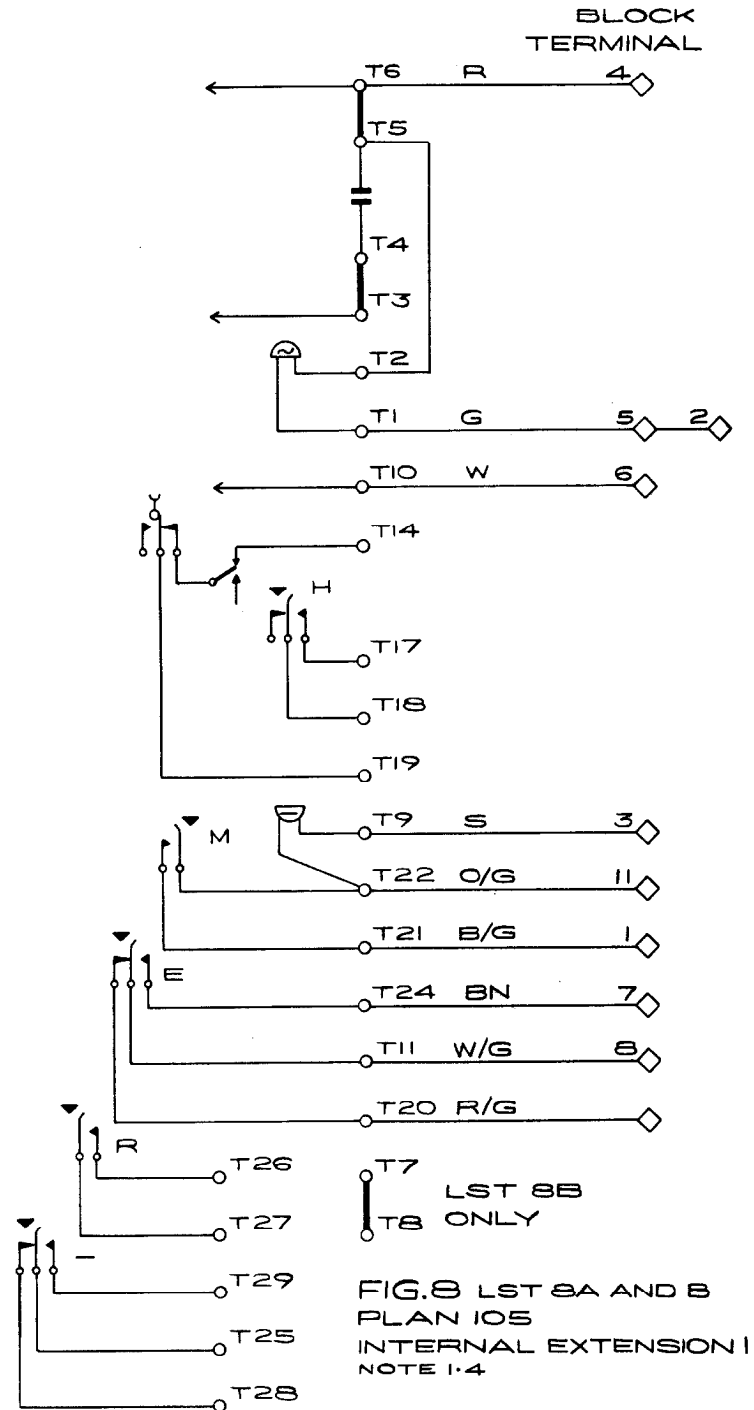 BLOCK
TERMINAL
T6 R 4
T5
T4
T3
T2
T1 G 5 2
T10 W 6
T14
H
T17
T18
T19
T9 S 3
M
T22 O/G 11
T21 B/G 1
E
T24 BN 7
T11 W/G 8
T20 R/G
R
T26
T7
LST 8B
T27
T8 ONLY
T29
FIG.8 LST 8A AND B
PLAN 105
T25
INTERNAL EXTENSION 1
NOTE 1·4
T28